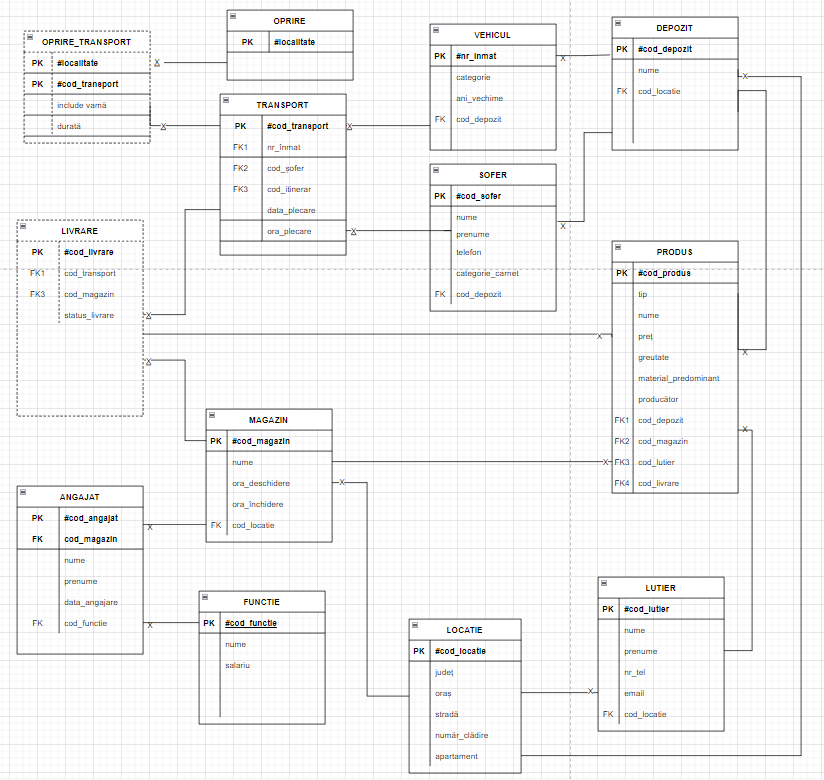 OPRIRE
PK #localitate
OPRIRE_TRANSPORT
PK #localitate
PK #cod_transport
include vamă
durată
VEHICUL
PK #nr_înmat
categorie
ani_vechime
FK cod_depozit
DEPOZIT
PK #cod_depozit
nume
FK cod_locatie
TRANSPORT
PK #cod_transport
FK1 nr_înmat
FK2 cod_șofer
FK3 cod_itinerar
data_plecare
ora_plecare
SOFER
PK #cod_sofer
nume
prenume
telefon
categorie_carnet
FK cod_depozit
LIVRARE
PK #cod_livrare
FK1 cod_transport
FK3 cod_magazin
status_livrare
PRODUS
PK #cod_produs
tip
nume
preț
greutate
material_predominant
producător
FK1 cod_depozit
FK2 cod_magazin
FK3 cod_lutier
FK4 cod_livrare
MAGAZIN
PK #cod_magazin
nume
ora_deschidere
ora_închidere
FK cod_locatie
ANGAJAT
PK #cod_angajat
FK cod_magazin
nume
prenume
data_angajare
FK cod_functie
FUNCTIE
PK #cod_functie
nume
salariu
LOCATIE
PK #cod_locatie
județ
oraș
stradă
număr_clădire
apartament
LUTIER
PK #cod_lutier
nume
prenume
nr_tel
email
FK cod_locatie